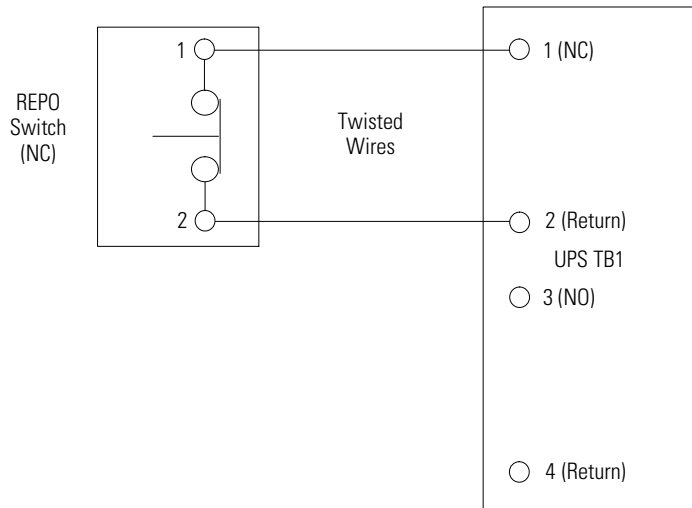 REPO
Switch
(NC)
1
2
Twisted
Wires
1 (NC)
2 (Return)
UPS TB1
3 (NO)
4 (Return)